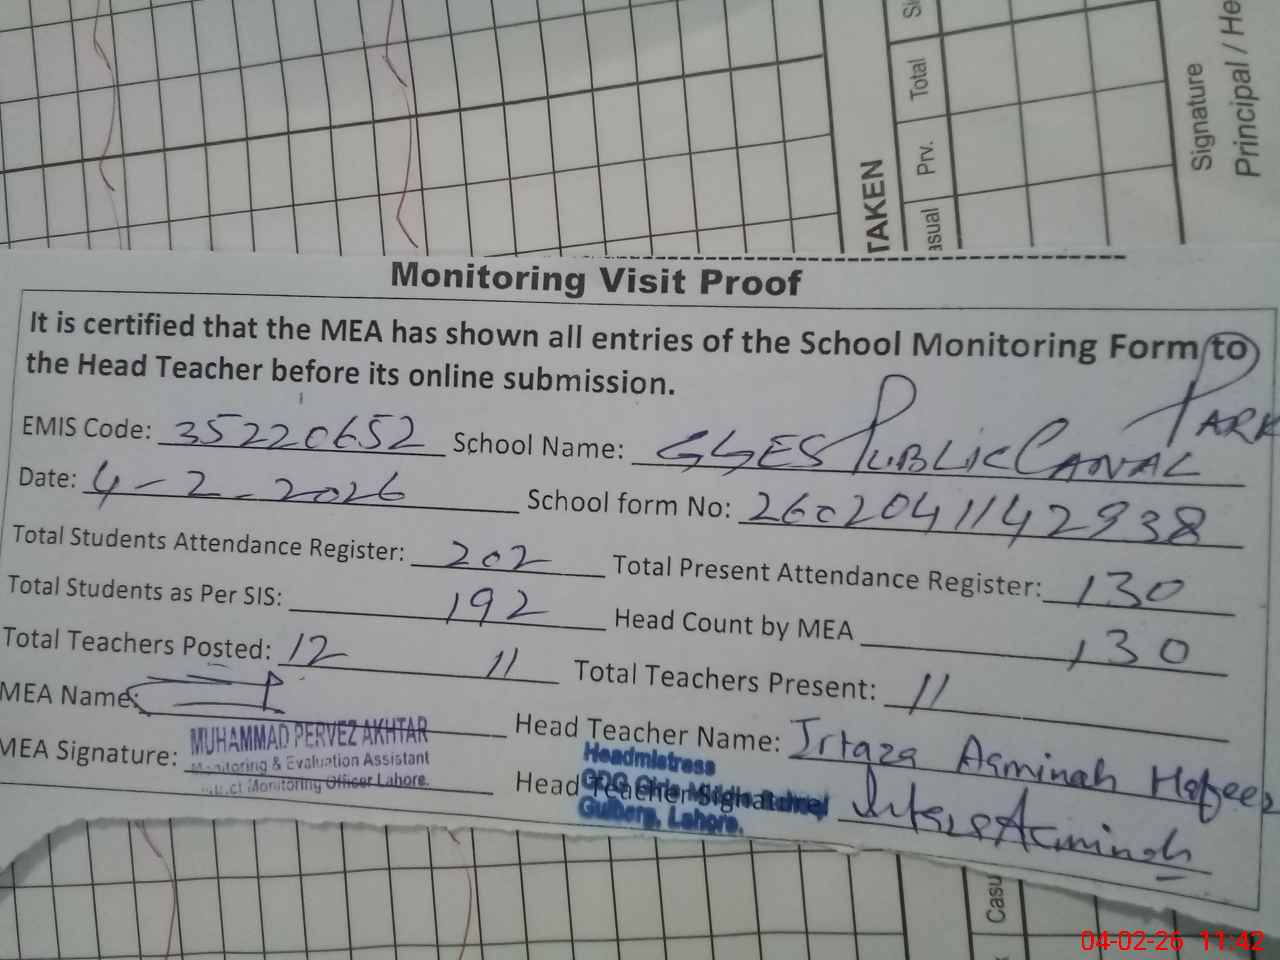 Si
Total
Prv.
asual
TAKEN
Signature
Principal / He
Monitoring Visit Proof
It is certified that the MEA has shown all entries of the School Monitoring Form to
the Head Teacher before its online submission.
EMIS Code: 35220652 School Name: GGES PUBLIC CANAL PARK
Date: 4-2-2026 School form No: 26020411142938
Total Students Attendance Register: 202 Total Present Attendance Register: 130
Total Students as Per SIS: 192 Head Count by MEA 130
Total Teachers Posted: 12 11 Total Teachers Present: 11
MEA Name: Head Teacher Name: Irtaza Aaminah Hafeez
MUHAMMAD PERVEZ AKHTAR
Monitoring & Evaluation Assistant
Monitoring Officer Lahore.
MEA Signature: Head Teacher Signature
Headmistress
Gulberg, Lahore.
Casu
04-02-26 11:42